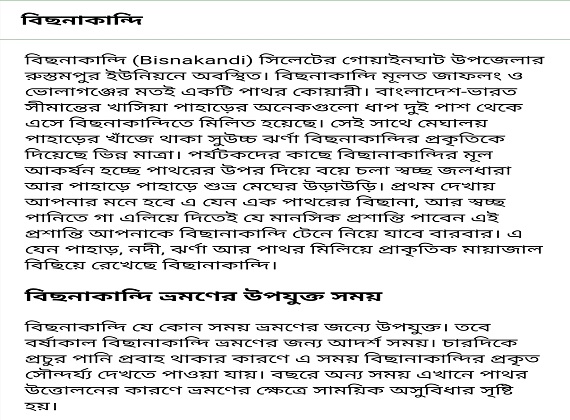 বিছনাকান্দি
বিছনাকান্দি (Bisnakandi) সিলেটের গোয়াইনঘাট উপজেলার
রুস্তমপুর ইউনিয়নে অবস্থিত। বিছনাকান্দি মূলত জাফলং ও
ভোলাগঞ্জের মতই একটি পাথর কোয়ারী। বাংলাদেশ-ভারত
সীমান্তের খাসিয়া পাহাড়ের অনেকগুলো ধাপ দুই পাশ থেকে
এসে বিছনাকান্দিতে মিলিত হয়েছে। সেই সাথে মেঘালয়
পাহাড়ের খাঁজে থাকা সুউচ্চ ঝর্ণা বিছনাকান্দির প্রকৃতিকে
দিয়েছে ভিন্ন মাত্রা। পর্যটকদের কাছে বিছানাকান্দির মূল
আকর্ষন হচ্ছে পাথরের উপর দিয়ে বয়ে চলা স্বচ্ছ জলধারা
আর পাহাড়ে পাহাড়ে শুভ্র মেঘের উড়াউড়ি। প্রথম দেখায়
আপনার মনে হবে এ যেন এক পাথরের বিছানা, আর স্বচ্ছ
পানিতে গা এলিয়ে দিতেই যে মানসিক প্রশান্তি পাবেন এই
প্রশান্তি আপনাকে বিছানাকান্দি টেনে নিয়ে যাবে বারবার। এ
যেন পাহাড়, নদী, ঝর্ণা আর পাথর মিলিয়ে প্রাকৃতিক মায়াজাল
বিছিয়ে রেখেছে বিছানাকান্দি।
বিছনাকান্দি ভ্রমণের উপযুক্ত সময়
বিছনাকান্দি যে কোন সময় ভ্রমণের জন্যে উপযুক্ত। তবে
বর্ষাকাল বিছানাকান্দি ভ্রমণের জন্য আদর্শ সময়। চারদিকে
প্রচুর পানি প্রবাহ থাকার কারণে এ সময় বিছানাকান্দির প্রকৃত
সৌন্দর্য্য দেখতে পাওয়া যায়। বছরে অন্য সময় এখানে পাথর
উত্তোলনের কারণে ভ্রমণের ক্ষেত্রে সাময়িক অসুবিধার সৃষ্টি
হয়।